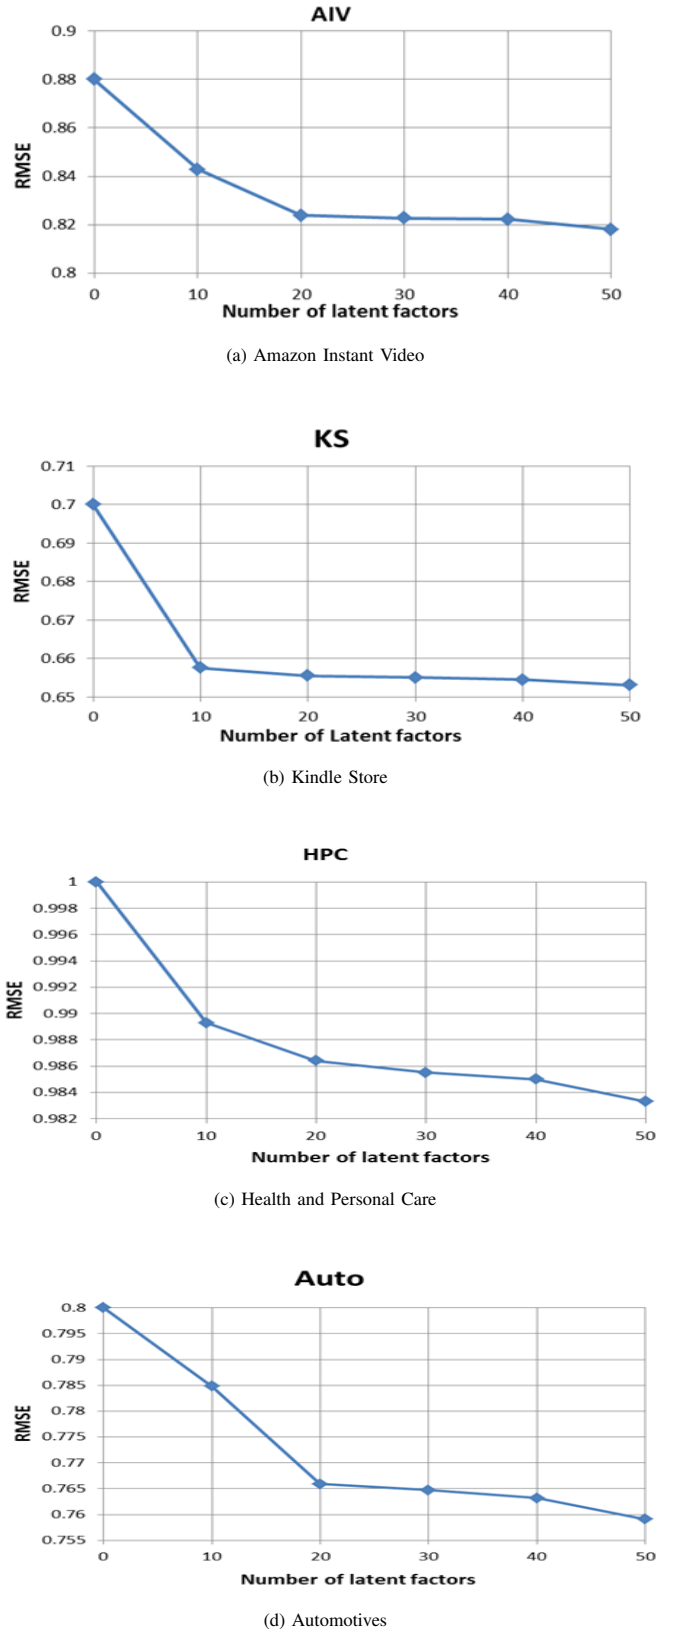 AIV
0.9
0.88
0.86
0.84
0.82
0.8
RMSE
0 10 20 30 40 50
Number of latent factors
(a) Amazon Instant Video
KS
0.71
0.7
0.69
0.68
0.67
0.66
0.65
RMSE
0 10 20 30 40 50
Number of Latent factors
(b) Kindle Store
HPC
1
0.998
0.996
0.994
0.992
0.99
0.988
0.986
0.984
0.982
RMSE
0 10 20 30 40 50
Number of latent factors
(c) Health and Personal Care
Auto
0.8
0.795
0.79
0.785
0.78
0.775
0.77
0.765
0.76
0.755
RMSE
0 10 20 30 40 50
Number of latent factors
(d) Automotives